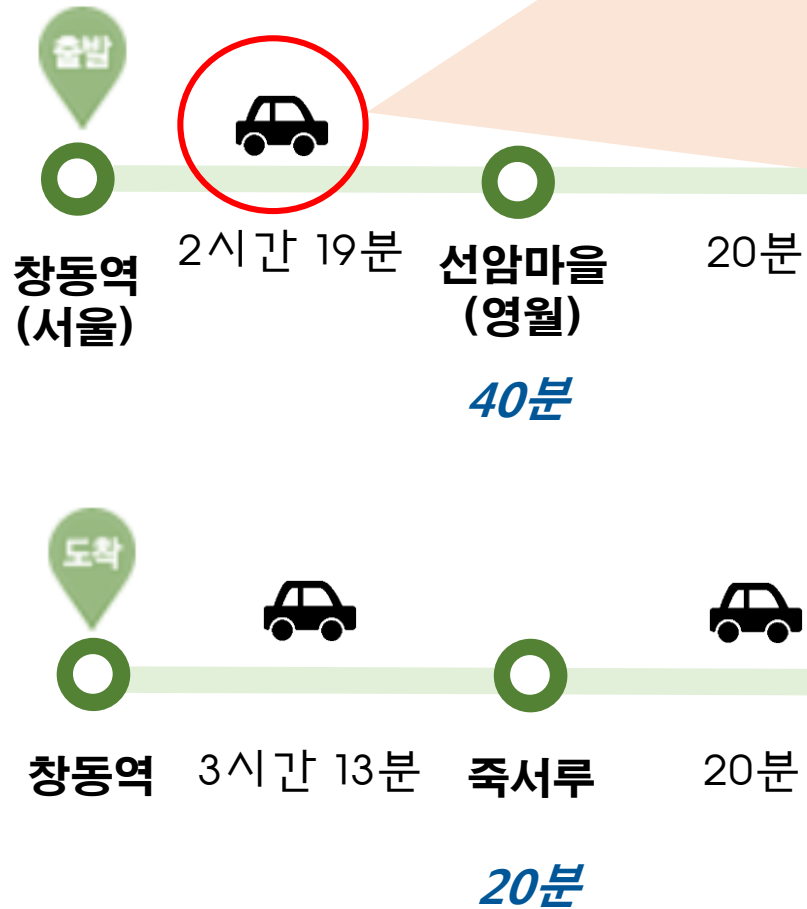 출발
2시간 19분
20분
창동역
(서울)
선암마을
(영월)
40분
도착
창동역
3시간 13분
죽서루
20분
20분